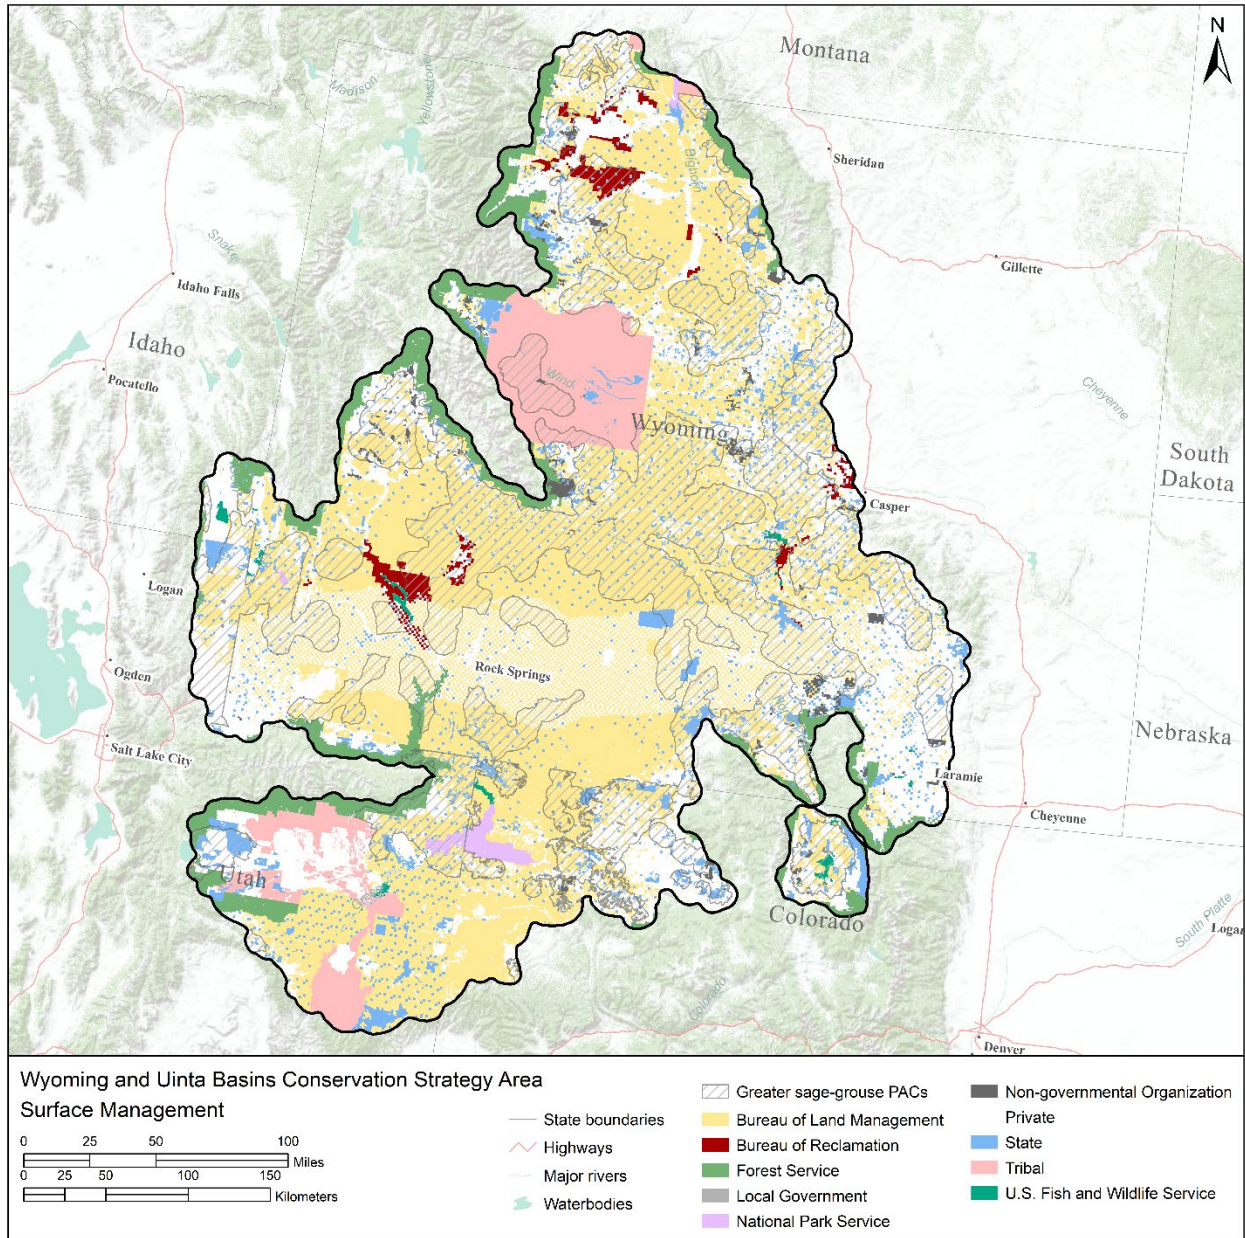 N
Montana
Madison
Yellowstone
Bighorn
Sheridan
Snake
Gillette
Idaho Falls
Idaho
Pocatello
Wind
Cheyenne
Wyoming
South
Dakota
Casper
Logan
Ogden
Rock Springs
Nebraska
Salt Lake City
Laramie
Cheyenne
Utah
Green
Colorado
South Platte
Logan
Colorado
Denver
Wyoming and Uinta Basins Conservation Strategy Area
Surface Management
0 25 50 100
Miles
0 25 50 100 150
Kilometers
State boundaries
Highways
Major rivers
Waterbodies
Greater sage-grouse PACs
Bureau of Land Management
Bureau of Reclamation
Forest Service
Local Government
National Park Service
Non-governmental Organization
Private
State
Tribal
U.S. Fish and Wildlife Service